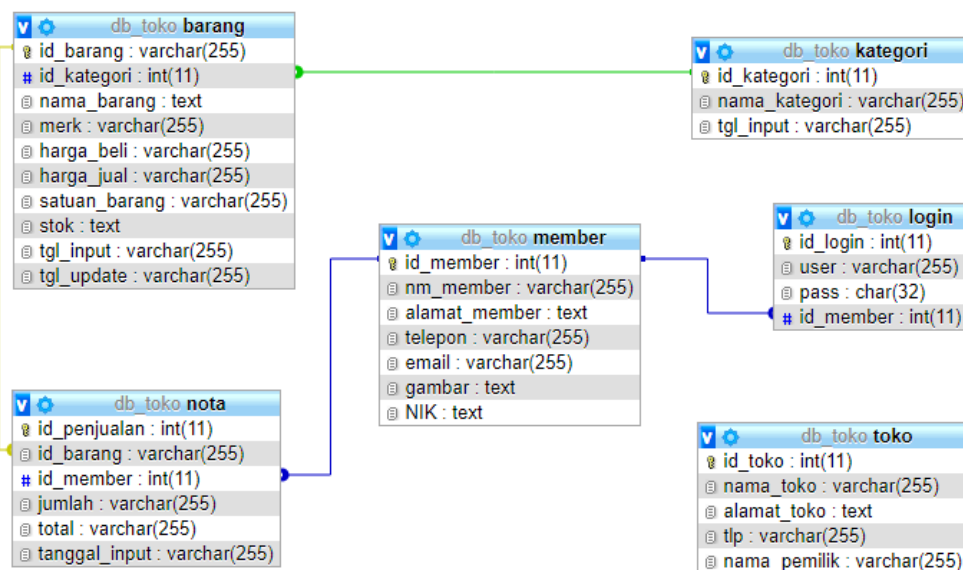 db_toko barang
id_barang : varchar(255)
# id_kategori : int(11)
nama_barang : text
merk : varchar(255)
harga_beli : varchar(255)
harga_jual : varchar(255)
satuan_barang : varchar(255)
stok : text
tgl_input : varchar(255)
tgl_update : varchar(255)
db_toko kategori
id_kategori : int(11)
nama_kategori : varchar(255)
tgl_input : varchar(255)
db_toko member
id_member : int(11)
nm_member : varchar(255)
alamat_member : text
telepon : varchar(255)
email : varchar(255)
gambar : text
NIK : text
db_toko login
id_login : int(11)
user : varchar(255)
pass : char(32)
# id_member : int(11)
db_toko nota
id_penjualan : int(11)
id_barang : varchar(255)
# id_member : int(11)
jumlah : varchar(255)
total : varchar(255)
tanggal_input : varchar(255)
db_toko toko
id_toko : int(11)
nama_toko : varchar(255)
alamat_toko : text
tlp : varchar(255)
nama_pemilik : varchar(255)